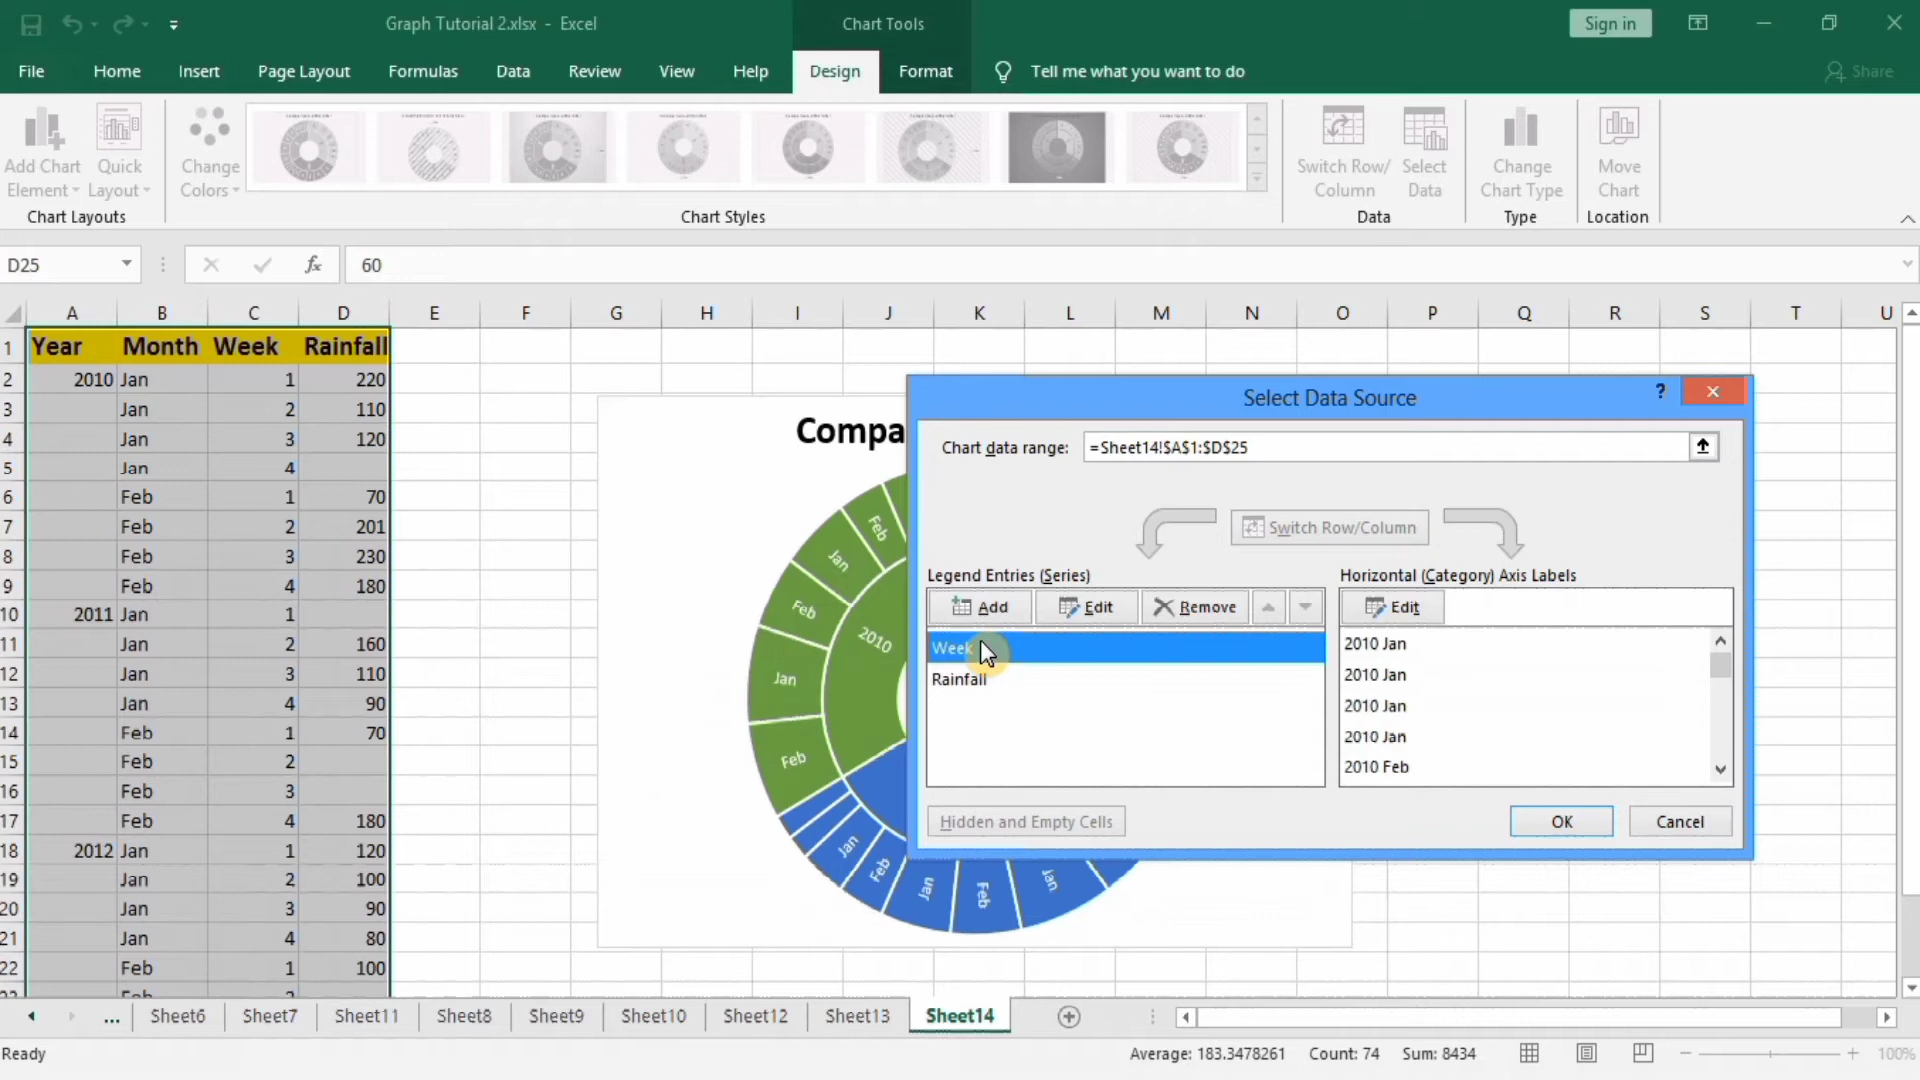 Graph Tutorial 2.xlsx - Excel
Chart Tools
Sign in
File Home Insert Page Layout Formulas Data Review View Help Design Format Tell me what you want to do Share
Add Chart Element
Quick Layout
Chart Layouts
Change Colors
Chart Styles
Switch Row/ Column
Select Data
Data
Change Chart Type
Type
Move Chart
Location
D25 fx 60
A B C D E F G H I J K L M N O P Q R S T U
1 Year Month Week Rainfall
2 2010 Jan 1 220
3 Jan 2 110
4 Jan 3 120
5 Jan 4
6 Feb 1 70
7 Feb 2 201
8 Feb 3 230
9 Feb 4 180
10 2011 Jan 1
11 Jan 2 160
12 Jan 3 110
13 Jan 4 90
14 Feb 1 70
15 Feb 2
16 Feb 3
17 Feb 4 180
18 2012 Jan 1 120
19 Jan 2 100
20 Jan 3 90
21 Jan 4 80
22 Feb 1 100
Compa
Feb
Jan
Feb
2010
Jan
Feb
Jan
Feb
Jan
Feb
Jan
Select Data Source ?
Chart data range: =Sheet14!$A$1:$D$25
Switch Row/Column
Legend Entries (Series)
Add Edit Remove
Week
Rainfall
Horizontal (Category) Axis Labels
Edit
2010 Jan
2010 Jan
2010 Jan
2010 Jan
2010 Feb
Hidden and Empty Cells
OK Cancel
... Sheet6 Sheet7 Sheet11 Sheet8 Sheet9 Sheet10 Sheet12 Sheet13 Sheet14
Ready
Average: 183.3478261 Count: 74 Sum: 8434
100%